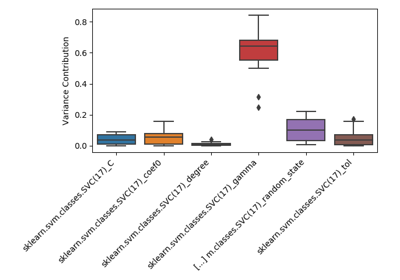 Variance Contribution
0.8
0.6
0.4
0.2
0.0
sklearn.svm.classes.SVC(17)_C
sklearn.svm.classes.SVC(17)_coef0
sklearn.svm.classes.SVC(17)_degree
sklearn.svm.classes.SVC(17)_gamma
[...] m.classes.SVC(17)_random_state
sklearn.svm.classes.SVC(17)_tol